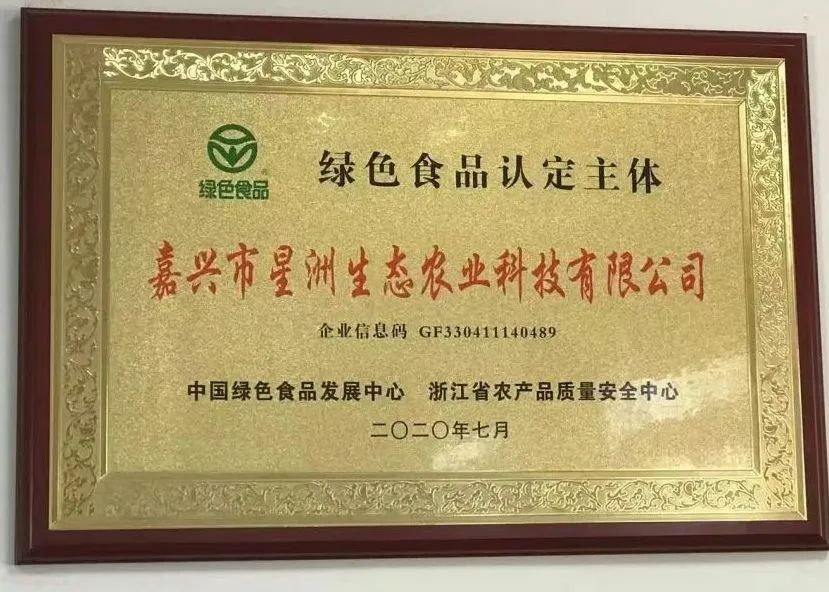 绿色食品认定主体
绿色食品
嘉兴市星洲生态农业科技有限公司
企业信息码 GF330411140489
中国绿色食品发展中心 浙江省农产品质量安全中心
二〇二〇年七月